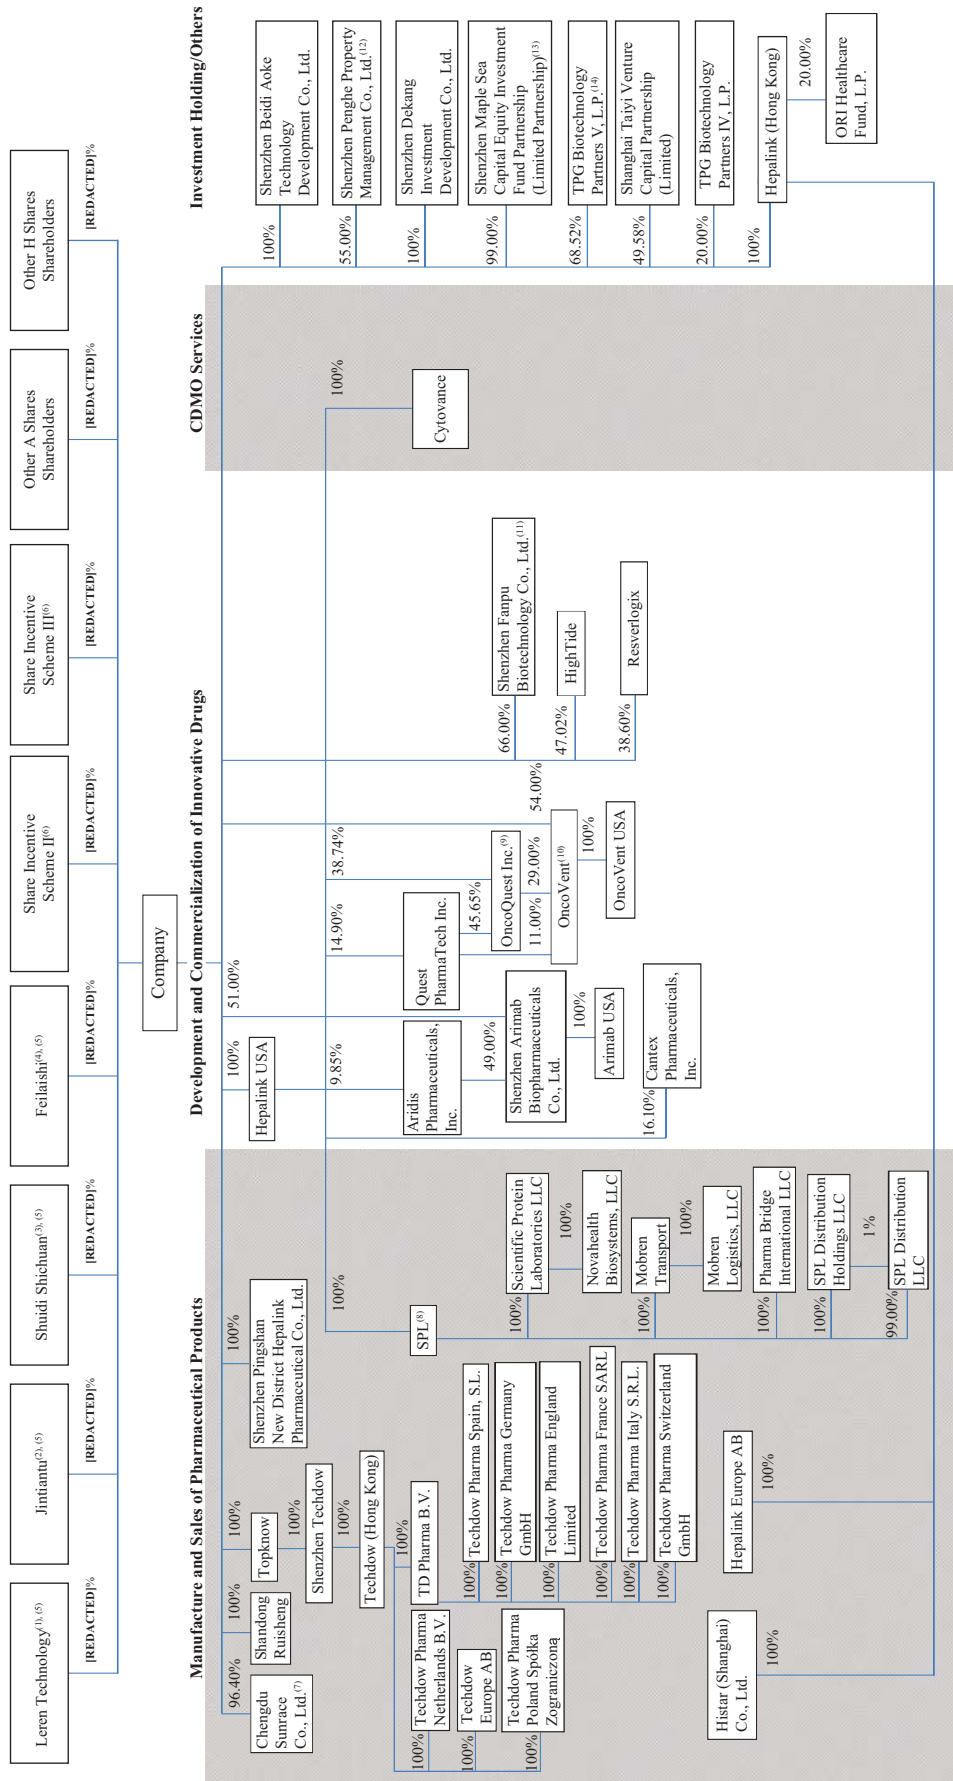 Leren Technology(1), (5)
[REDACTED]%
Jintiantu(2), (5)
[REDACTED]%
Shuidi Shichuan(3), (5)
[REDACTED]%
Feilaishi(4), (5)
[REDACTED]%
Share Incentive
Scheme II(6)
[REDACTED]%
Share Incentive
Scheme III(6)
[REDACTED]%
Other A Shares
Shareholders
[REDACTED]%
Other H Shares
Shareholders
[REDACTED]%
Company
Manufacture and Sales of Pharmaceutical Products
96.40%
Chengdu
Sunrace
Co., Ltd.(7)
100%
Shandong
Ruisheng
100%
Topknow
100%
Shenzhen Techdow
100%
Techdow (Hong Kong)
100%
TD Pharma B.V.
100%
Techdow Pharma
Netherlands B.V.
100%
Techdow
Europe AB
100%
Techdow Pharma
Poland Spółka
Zograniczoną
100%
Techdow Pharma Spain, S.L.
100%
Techdow Pharma Germany
GmbH
100%
Techdow Pharma England
Limited
100%
Techdow Pharma France SARL
100%
Techdow Pharma Italy S.R.L.
100%
Techdow Pharma Switzerland
GmbH
100%
Shenzhen Pingshan
New District Hepalink
Pharmaceutical Co., Ltd.
100%
SPL(8)
100%
Scientific Protein
Laboratories LLC
100%
Novahealth
Biosystems, LLC
100%
Mobren
Transport
100%
Mobren
Logistics, LLC
100%
Pharma Bridge
International LLC
100%
SPL Distribution
Holdings LLC
1%
99.00%
SPL Distribution
LLC
Histar (Shanghai)
Co., Ltd.
100%
Hepalink Europe AB
100%
Development and Commercialization of Innovative Drugs
100%
Hepalink USA
51.00%
9.85%
Aridis
Pharmaceuticals,
Inc.
49.00%
Shenzhen Arimab
Biopharmaceuticals
Co., Ltd.
100%
Arimab USA
16.10%
Cantex
Pharmaceuticals,
Inc.
14.90%
Quest
PharmaTech Inc.
38.74%
45.65%
OncoQuest Inc.(9)
11.00%
29.00%
54.00%
OncoVent(10)
100%
OncoVent USA
66.00%
Shenzhen Fanpu
Biotechnology Co., Ltd.(11)
47.02%
HighTide
38.60%
Resverlogix
CDMO Services
100%
Cytovance
Investment Holding/Others
100%
Shenzhen Beidi Aoke
Technology
Development Co., Ltd.
55.00%
Shenzhen Penghe Property
Management Co., Ltd.(12)
100%
Shenzhen Dekang
Investment
Development Co., Ltd.
99.00%
Shenzhen Maple Sea
Capital Equity Investment
Fund Partnership
(Limited Partnership)(13)
68.52%
TPG Biotechnology
Partners V, L.P.(14)
49.58%
Shanghai Taiyi Venture
Capital Partnership
(Limited)
20.00%
TPG Biotechnology
Partners IV, L.P.
100%
Hepalink (Hong Kong)
20.00%
ORI Healthcare
Fund, L.P.